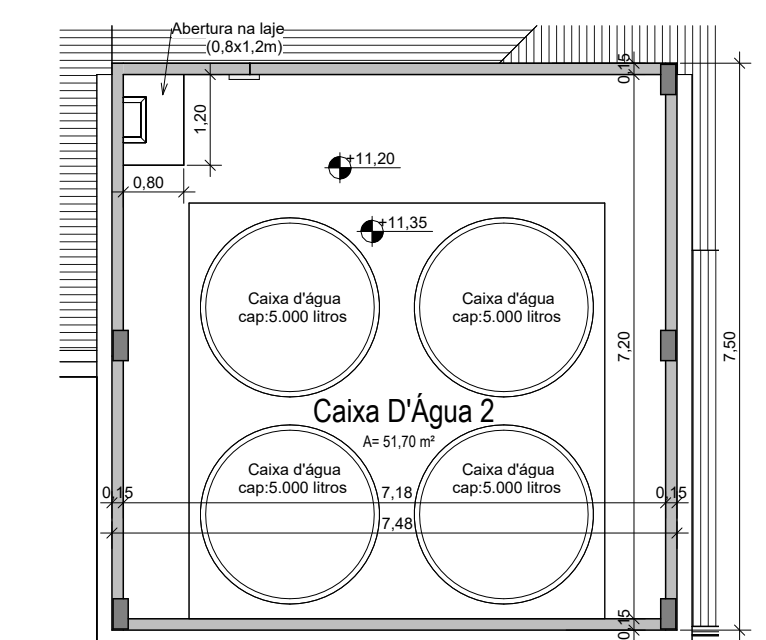 Abertura na laje
(0,8x1,2m)
0,15
1,20
+11,20
0,80
+11,35
Caixa d'água
cap:5.000 litros
Caixa d'água
cap:5.000 litros
7,20
7,50
Caixa D'Água 2
A= 51,70 m²
Caixa d'água
cap:5.000 litros
Caixa d'água
cap:5.000 litros
0,15
7,18
0,15
7,48
0,15